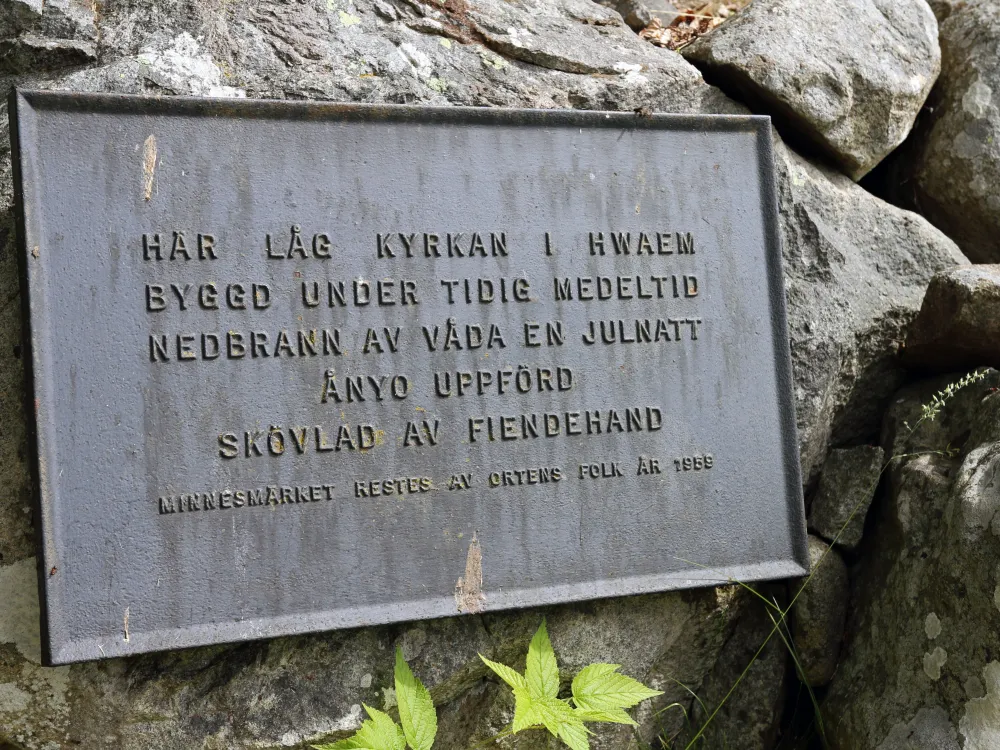 HÄR LÅG KYRKAN I HWAEM
BYGGD UNDER TIDIG MEDELTID
NEDBRANN AV VÅDA EN JULNATT
ÅNYO UPPFÖRD
SKÖVLAD AV FIENDEHAND
MINNESMÄRKET RESTES AV ORTENS FOLK ÅR 1959